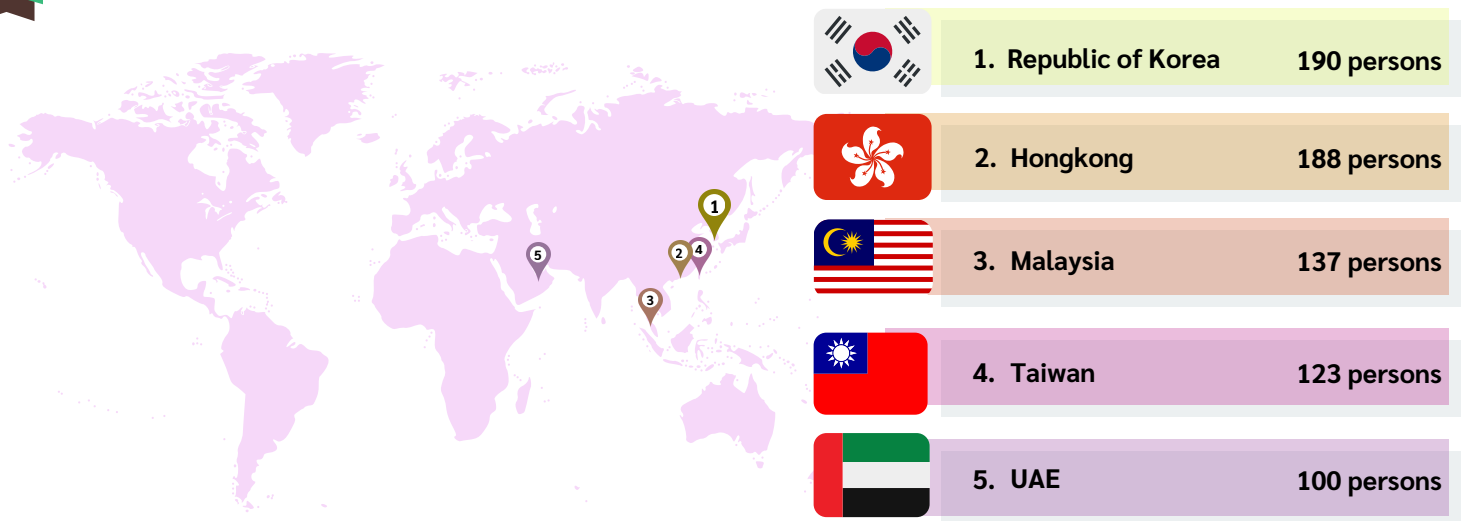 1. Republic of Korea 190 persons
2. Hongkong 188 persons
3. Malaysia 137 persons
4. Taiwan 123 persons
5. UAE 100 persons
1
2
4
5
3